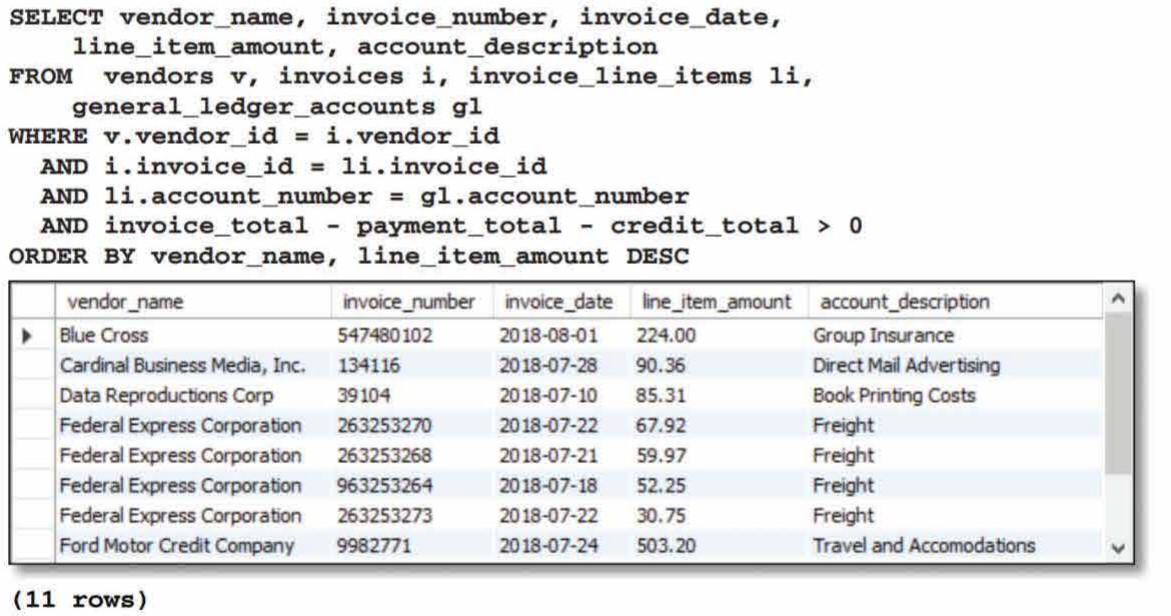 SELECT vendor_name, invoice_number, invoice_date,
line_item_amount, account_description
FROM vendors v, invoices i, invoice_line_items li,
general_ledger_accounts gl
WHERE v.vendor_id = i.vendor_id
AND i.invoice_id = li.invoice_id
AND li.account_number = gl.account_number
AND invoice_total - payment_total - credit_total > 0
ORDER BY vendor_name, line_item_amount DESC
vendor_name invoice_number invoice_date line_item_amount account_description
Blue Cross 547480102 2018-08-01 224.00 Group Insurance
Cardinal Business Media, Inc. 134116 2018-07-28 90.36 Direct Mail Advertising
Data Reproductions Corp 39104 2018-07-10 85.31 Book Printing Costs
Federal Express Corporation 263253270 2018-07-22 67.92 Freight
Federal Express Corporation 263253268 2018-07-21 59.97 Freight
Federal Express Corporation 963253264 2018-07-18 52.25 Freight
Federal Express Corporation 263253273 2018-07-22 30.75 Freight
Ford Motor Credit Company 9982771 2018-07-24 503.20 Travel and Accomodations
(11 rows)